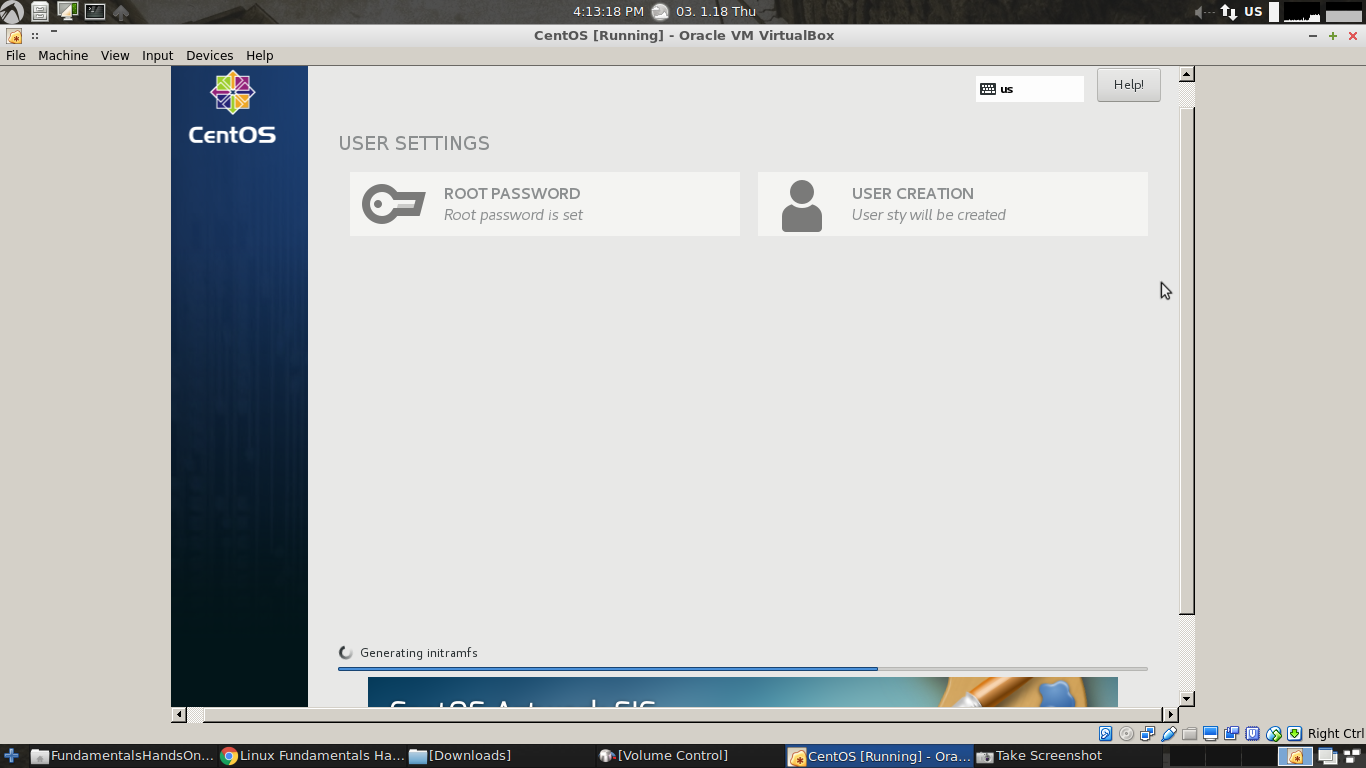 4:13:18 PM 03. 1.18 Thu US
CentOS [Running] - Oracle VM VirtualBox
File Machine View Input Devices Help
CentOS
us
Help!
USER SETTINGS
ROOT PASSWORD
Root password is set
USER CREATION
User sty will be created
Generating initramfs
Right Ctrl
FundamentalsHandsOn... Linux Fundamentals Ha... [Downloads] [Volume Control] CentOS [Running] - Ora... Take Screenshot